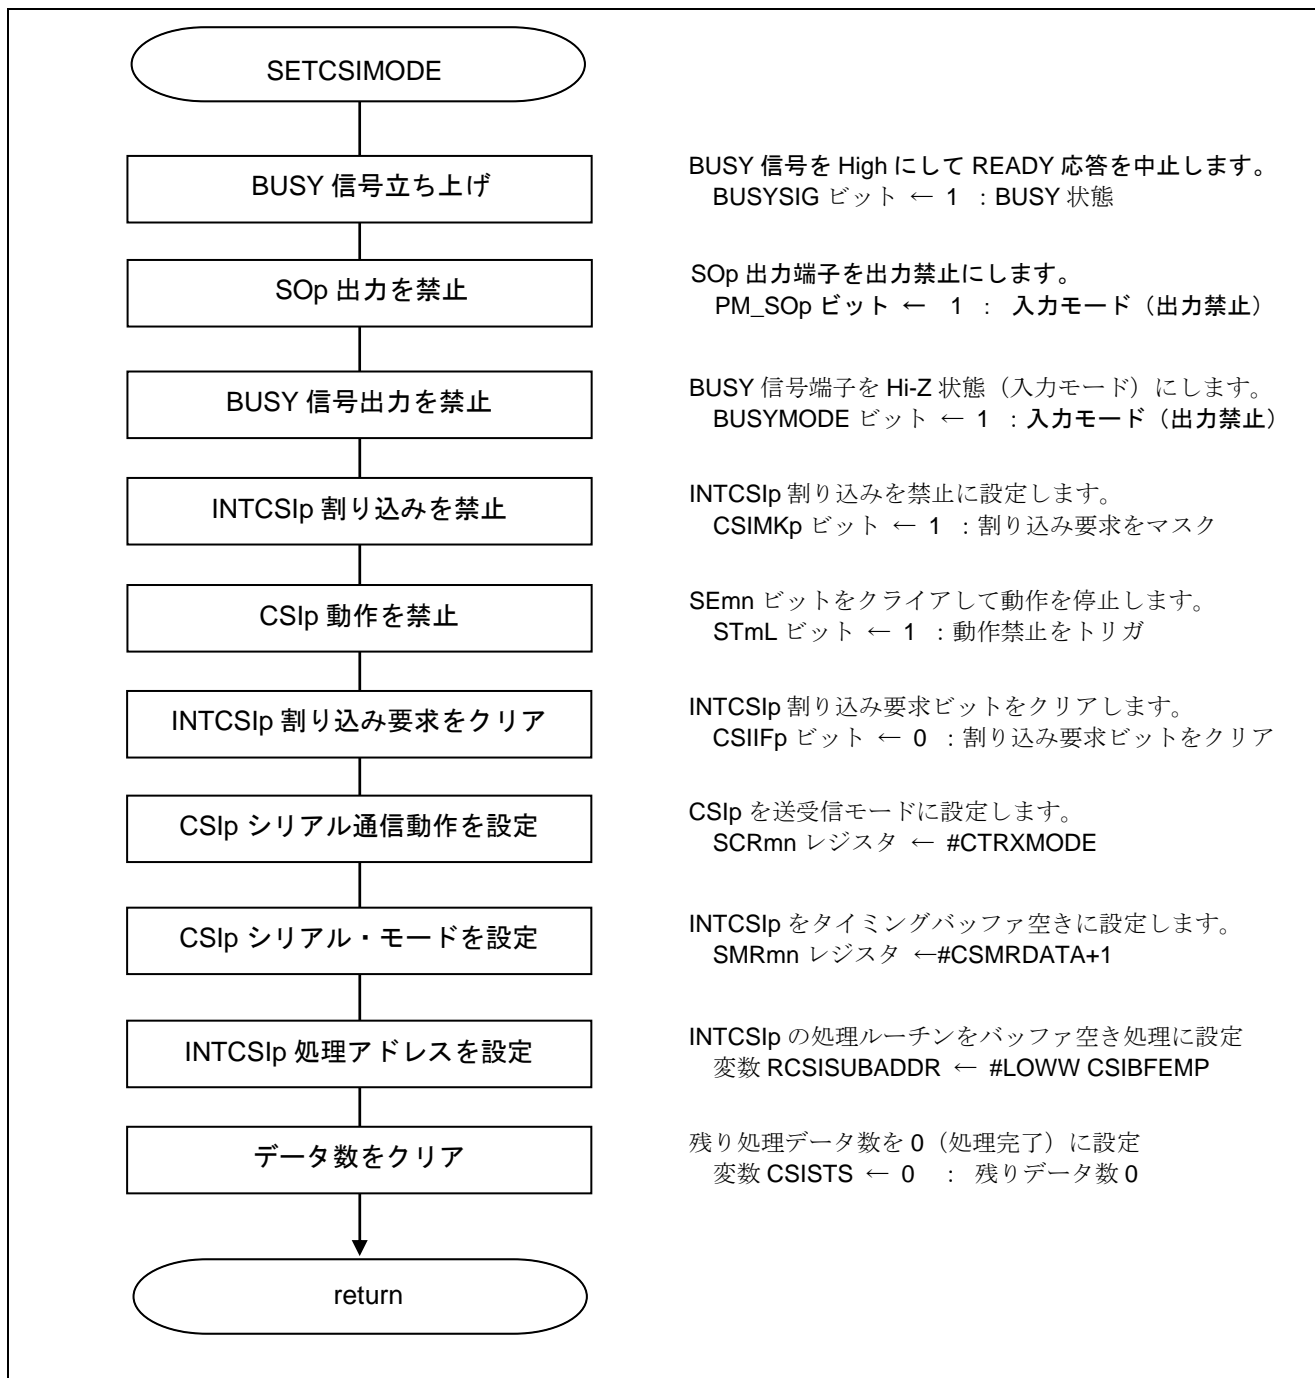 SETCSIMODE
BUSY 信号立ち上げ
BUSY 信号を High にして READY 応答を中止します。
BUSYSIG ビット ← 1 : BUSY 状態
SOp 出力を禁止
SOp 出力端子を出力禁止にします。
PM_SOp ビット ← 1 : 入力モード（出力禁止）
BUSY 信号出力を禁止
BUSY 信号端子を Hi-Z 状態（入力モード）にします。
BUSYMODE ビット ← 1 : 入力モード（出力禁止）
INTCSIp 割り込みを禁止
INTCSIp 割り込みを禁止に設定します。
CSIMKp ビット ← 1 : 割り込み要求をマスク
CSIp 動作を禁止
SEmn ビットをクライアして動作を停止します。
STmL ビット ← 1 : 動作禁止をトリガ
INTCSIp 割り込み要求をクリア
INTCSIp 割り込み要求ビットをクリアします。
CSIIFp ビット ← 0 : 割り込み要求ビットをクリア
CSIp シリアル通信動作を設定
CSIp を送受信モードに設定します。
SCRmn レジスタ ← #CTRXMODE
CSIp シリアル・モードを設定
INTCSIp をタイミングバッファ空きに設定します。
SMRmn レジスタ ←#CSMRDATA+1
INTCSIp 処理アドレスを設定
INTCSIp の処理ルーチンをバッファ空き処理に設定
変数 RCSISUBADDR ← #LOWW CSIBFEMP
データ数をクリア
残り処理データ数を 0（処理完了）に設定
変数 CSISTS ← 0 : 残りデータ数 0
return